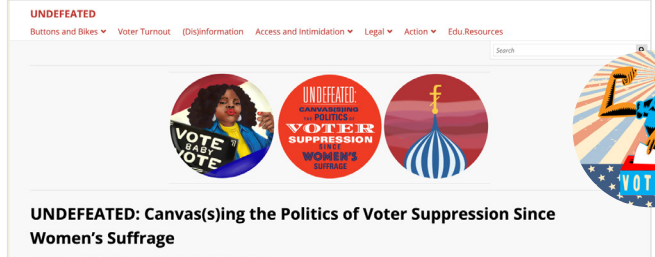 UNDEFEATED
Buttons and Bikes Voter Turnout (Dis)information Access and Intimidation Legal Action Edu.Resources
Search
VOTE
BABY
VOTE
UNDEFEATED:
CANVAS(S)ING
THE POLITICS OF
VOTER
SUPPRESSION
SINCE
WOMEN'S
SUFFRAGE
f
VOT
UNDEFEATED: Canvas(s)ing the Politics of Voter Suppression Since
Women's Suffrage